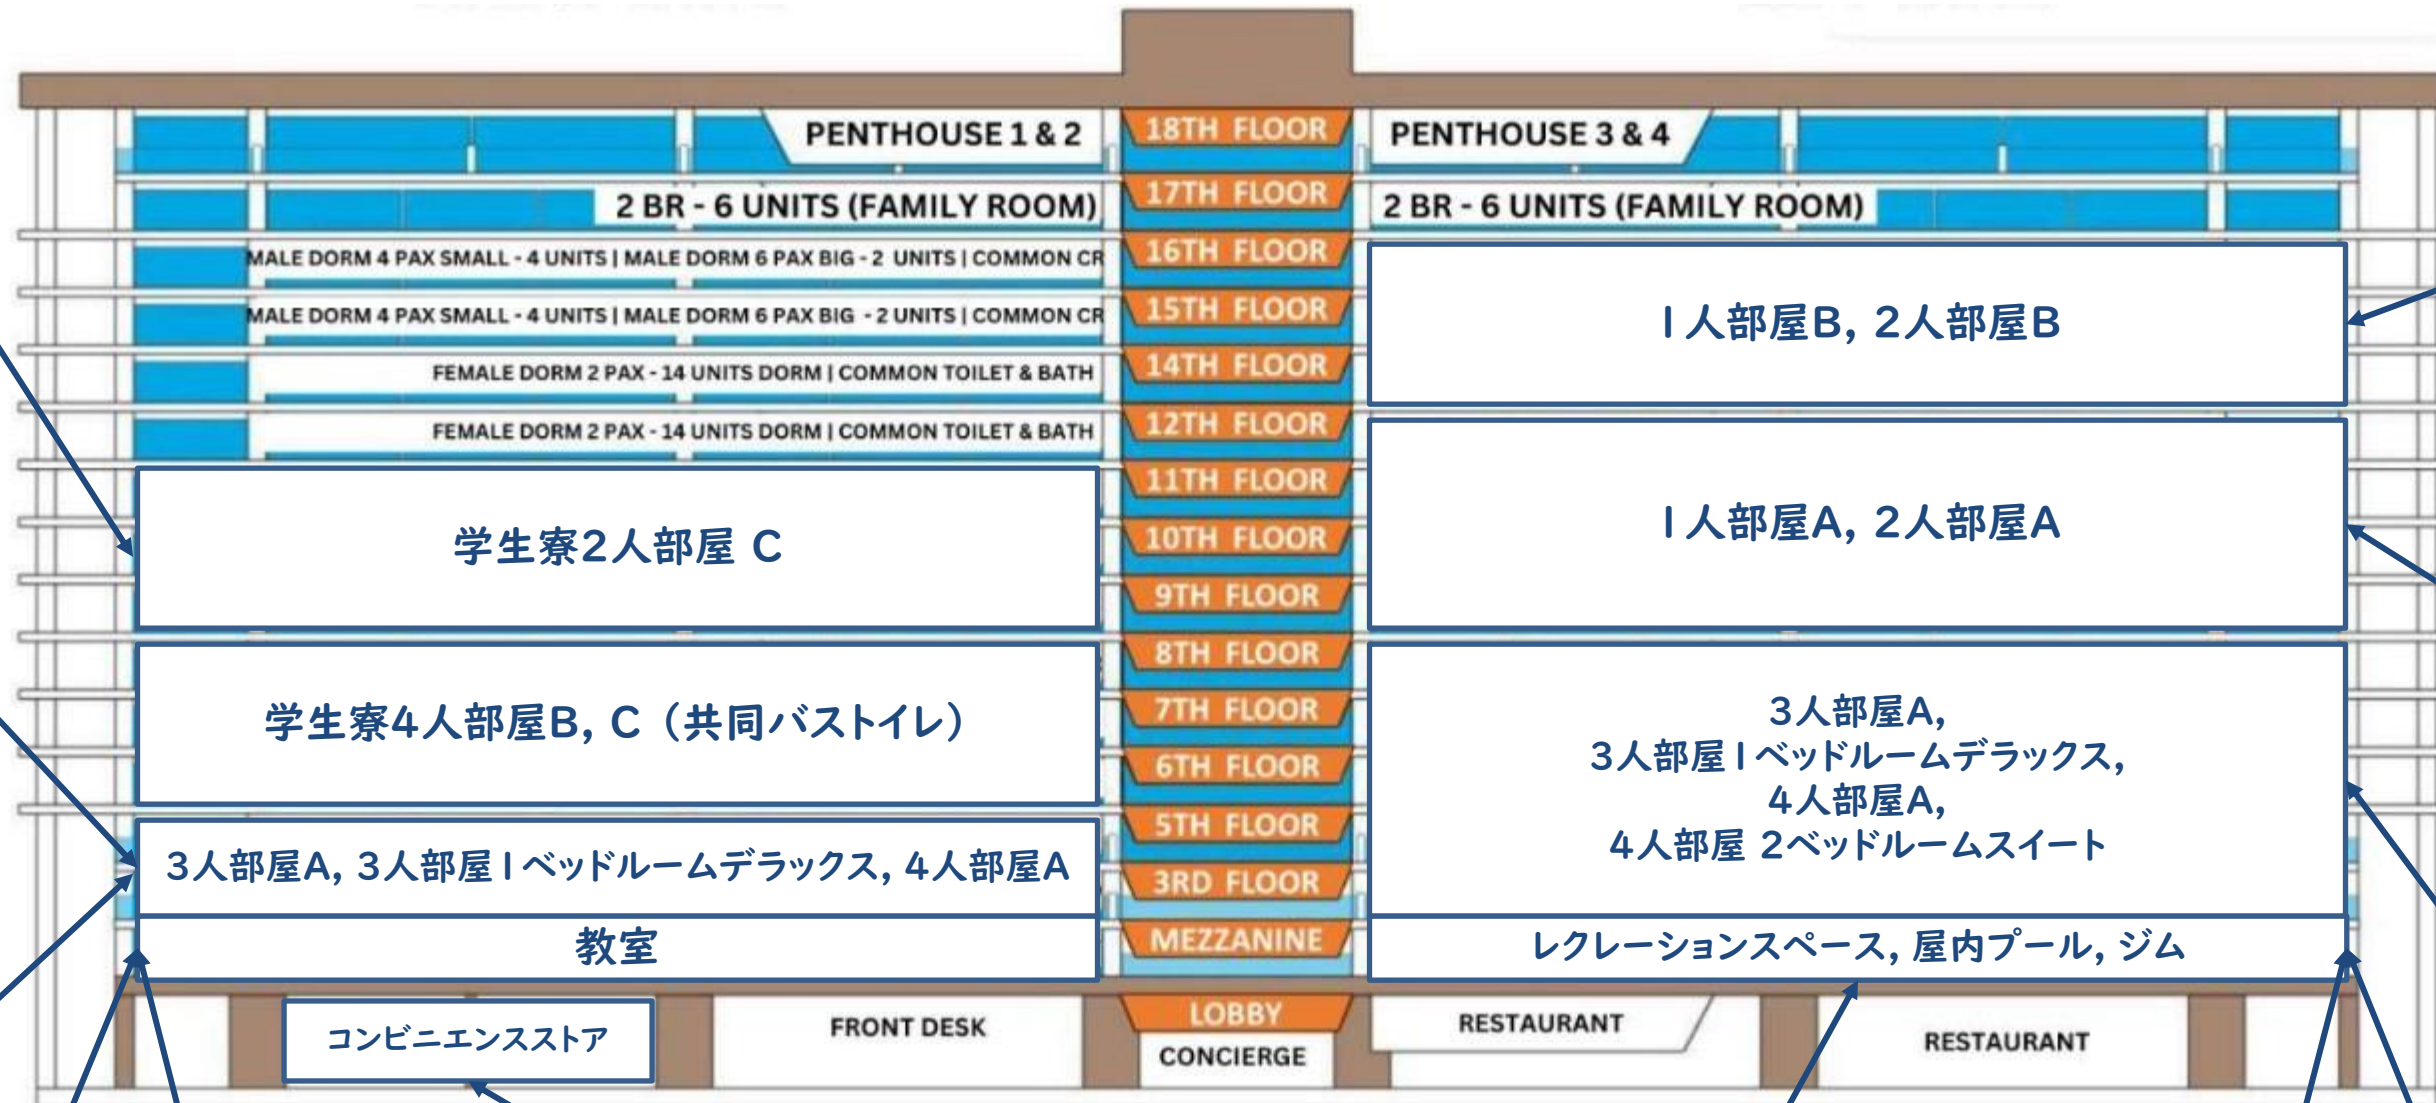 PENTHOUSE 1 & 2
18TH FLOOR
PENTHOUSE 3 & 4
2 BR - 6 UNITS (FAMILY ROOM)
17TH FLOOR
2 BR - 6 UNITS (FAMILY ROOM)
MALE DORM 4 PAX SMALL - 4 UNITS | MALE DORM 6 PAX BIG - 2 UNITS | COMMON CR
16TH FLOOR
MALE DORM 4 PAX SMALL - 4 UNITS | MALE DORM 6 PAX BIG - 2 UNITS | COMMON CR
15TH FLOOR
1人部屋B, 2人部屋B
FEMALE DORM 2 PAX - 14 UNITS DORM | COMMON TOILET & BATH
14TH FLOOR
FEMALE DORM 2 PAX - 14 UNITS DORM | COMMON TOILET & BATH
12TH FLOOR
11TH FLOOR
学生寮2人部屋 C
10TH FLOOR
1人部屋A, 2人部屋A
9TH FLOOR
8TH FLOOR
学生寮4人部屋B, C（共同バストイレ）
7TH FLOOR
6TH FLOOR
3人部屋A,
3人部屋1ベッドルームデラックス,
4人部屋A,
4人部屋 2ベッドルームスイート
5TH FLOOR
3人部屋A, 3人部屋1ベッドルームデラックス, 4人部屋A
3RD FLOOR
教室
MEZZANINE
レクレーションスペース, 屋内プール, ジム
コンビニエンスストア
FRONT DESK
LOBBY
CONCIERGE
RESTAURANT
RESTAURANT